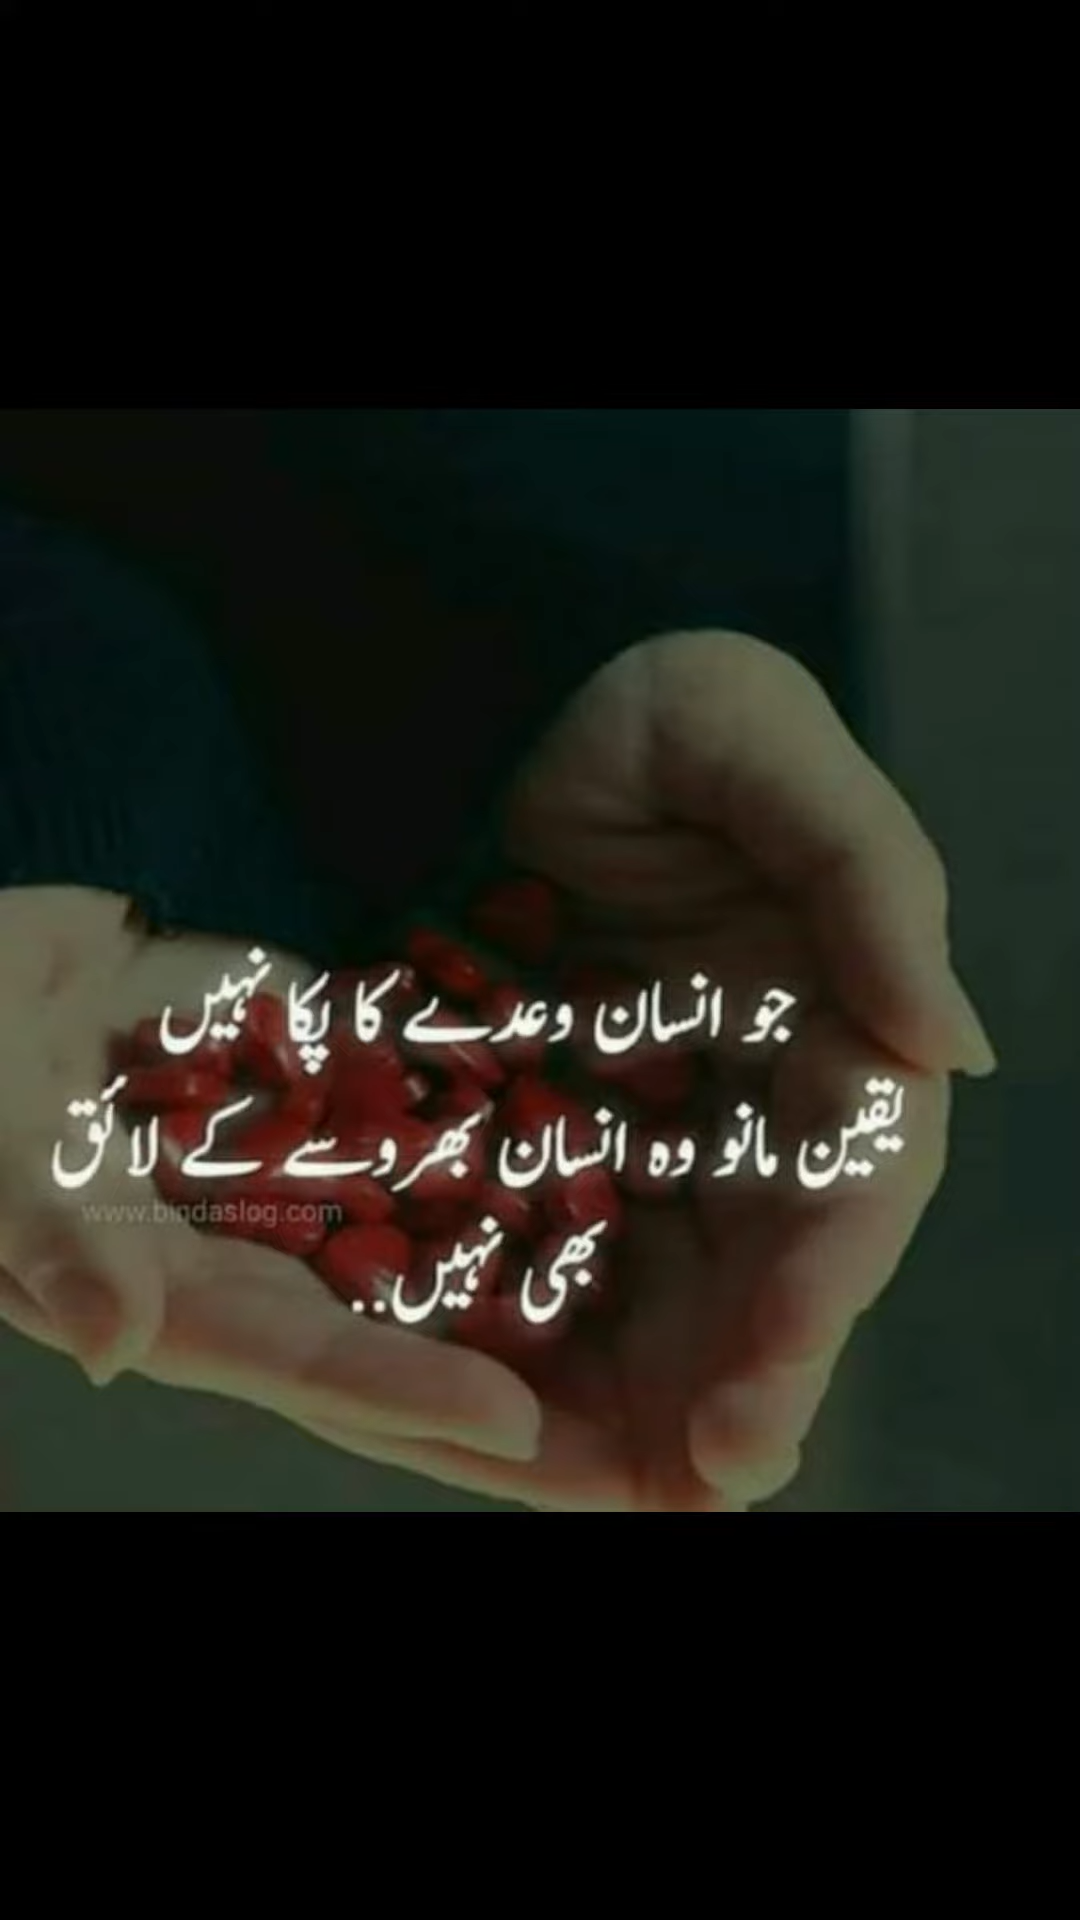 جو انسان وعدے کا پکا نہیں
یقین مانو وہ انسان بھروسے کے لائق
www.bindaslog.com
بھی نہیں..